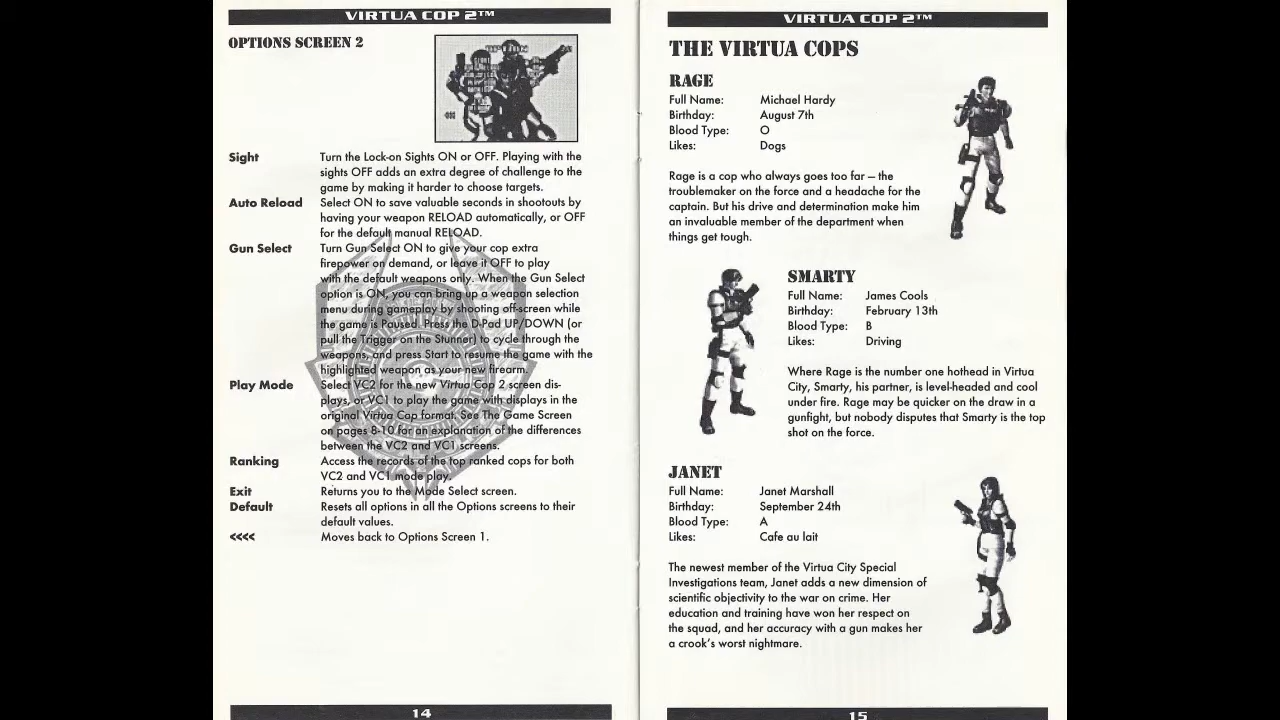 VIRTUA COP 2™
OPTIONS SCREEN 2
Sight
Turn the Lock-on Sights ON or OFF. Playing with the
sights OFF adds an extra degree of challenge to the
game by making it harder to choose targets.
Auto Reload
Select ON to save valuable seconds in shootouts by
having your weapon RELOAD automatically, or OFF
for the default manual RELOAD.
Gun Select
Turn Gun Select ON to give your cop extra
firepower on demand, or leave it OFF to play
with the default weapons only. When the Gun Select
option is ON, you can bring up a weapon selection
menu during gameplay by shooting off-screen while
the game is Paused. Press the D-Pad UP/DOWN (or
pull the Trigger on the Stunner) to cycle through the
weapons, and press Start to resume the game with the
highlighted weapon as your new firearm.
Play Mode
Select VC2 for the new Virtua Cop 2 screen dis-
plays, or VC1 to play the game with displays in the
original Virtua Cop format. See The Game Screen
on pages 8-10 for an explanation of the differences
between the VC2 and VC1 screens.
Ranking
Access the records of the top ranked cops for both
VC2 and VC1 mode play.
Exit
Returns you to the Mode Select screen.
Default
Resets all options in all the Options screens to their
default values.
<<<<
Moves back to Options Screen 1.
14
VIRTUA COP 2™
THE VIRTUA COPS
RAGE
Full Name: Michael Hardy
Birthday: August 7th
Blood Type: O
Likes: Dogs
Rage is a cop who always goes too far – the
troublemaker on the force and a headache for the
captain. But his drive and determination make him
an invaluable member of the department when
things get tough.
SMARTY
Full Name: James Cools
Birthday: February 13th
Blood Type: B
Likes: Driving
Where Rage is the number one hothead in Virtua
City, Smarty, his partner, is level-headed and cool
under fire. Rage may be quicker on the draw in a
gunfight, but nobody disputes that Smarty is the top
shot on the force.
JANET
Full Name: Janet Marshall
Birthday: September 24th
Blood Type: A
Likes: Cafe au lait
The newest member of the Virtua City Special
Investigations team, Janet adds a new dimension of
scientific objectivity to the war on crime. Her
education and training have won her respect on
the squad, and her accuracy with a gun makes her
a crook's worst nightmare.
15